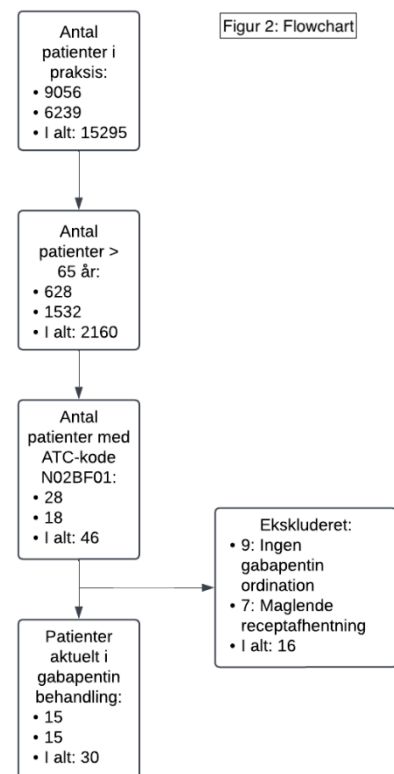 Figur 2: Flowchart
Antal
patienter i
praksis:
• 9056
• 6239
• I alt: 15295
Antal
patienter >
65 år:
• 628
• 1532
• I alt: 2160
Antal
patienter med
ATC-kode
N02BF01:
• 28
• 18
• I alt: 46
Ekskluderet:
• 9: Ingen
gabapentin
ordination
• 7: Maglende
receptafhentning
• I alt: 16
Patienter
aktuelt i
gabapentin
behandling:
• 15
• 15
• I alt: 30